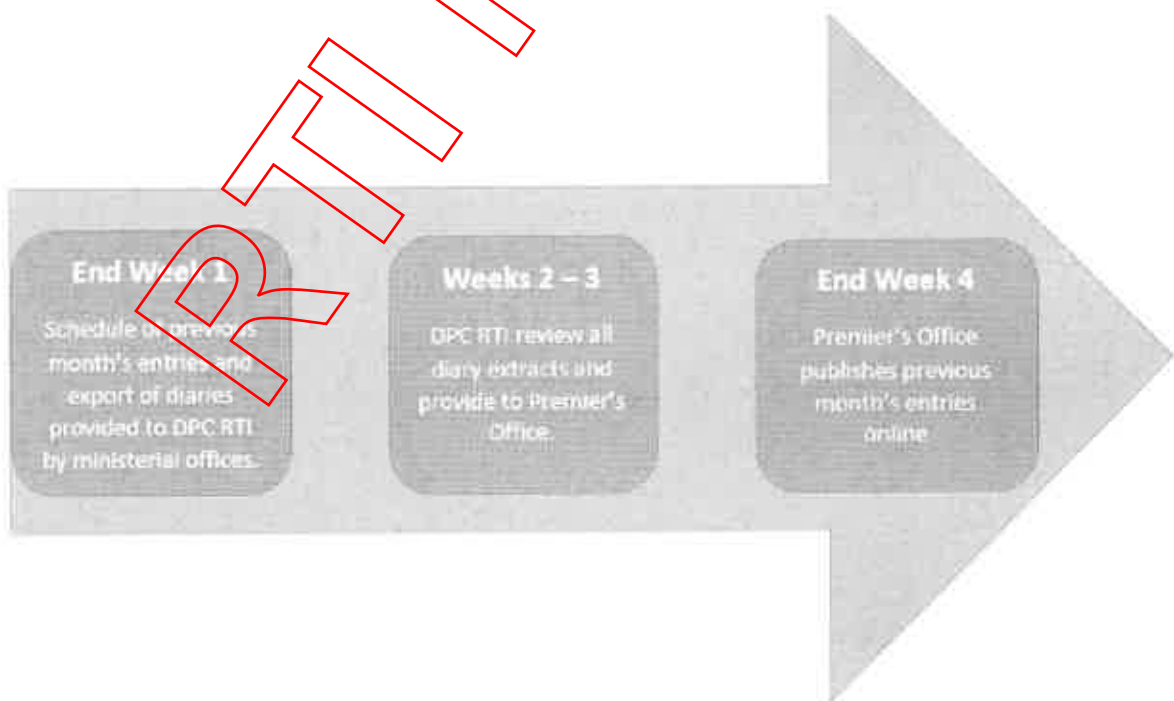 RTI
End Week 1
Schedule of previous
month's entries and
export of diaries
provided to DPC RTI
by ministerial offices.
Weeks 2 – 3
DPC RTI review all
diary extracts and
provide to Premier's
Office.
End Week 4
Premier's Office
publishes previous
month's entries
online